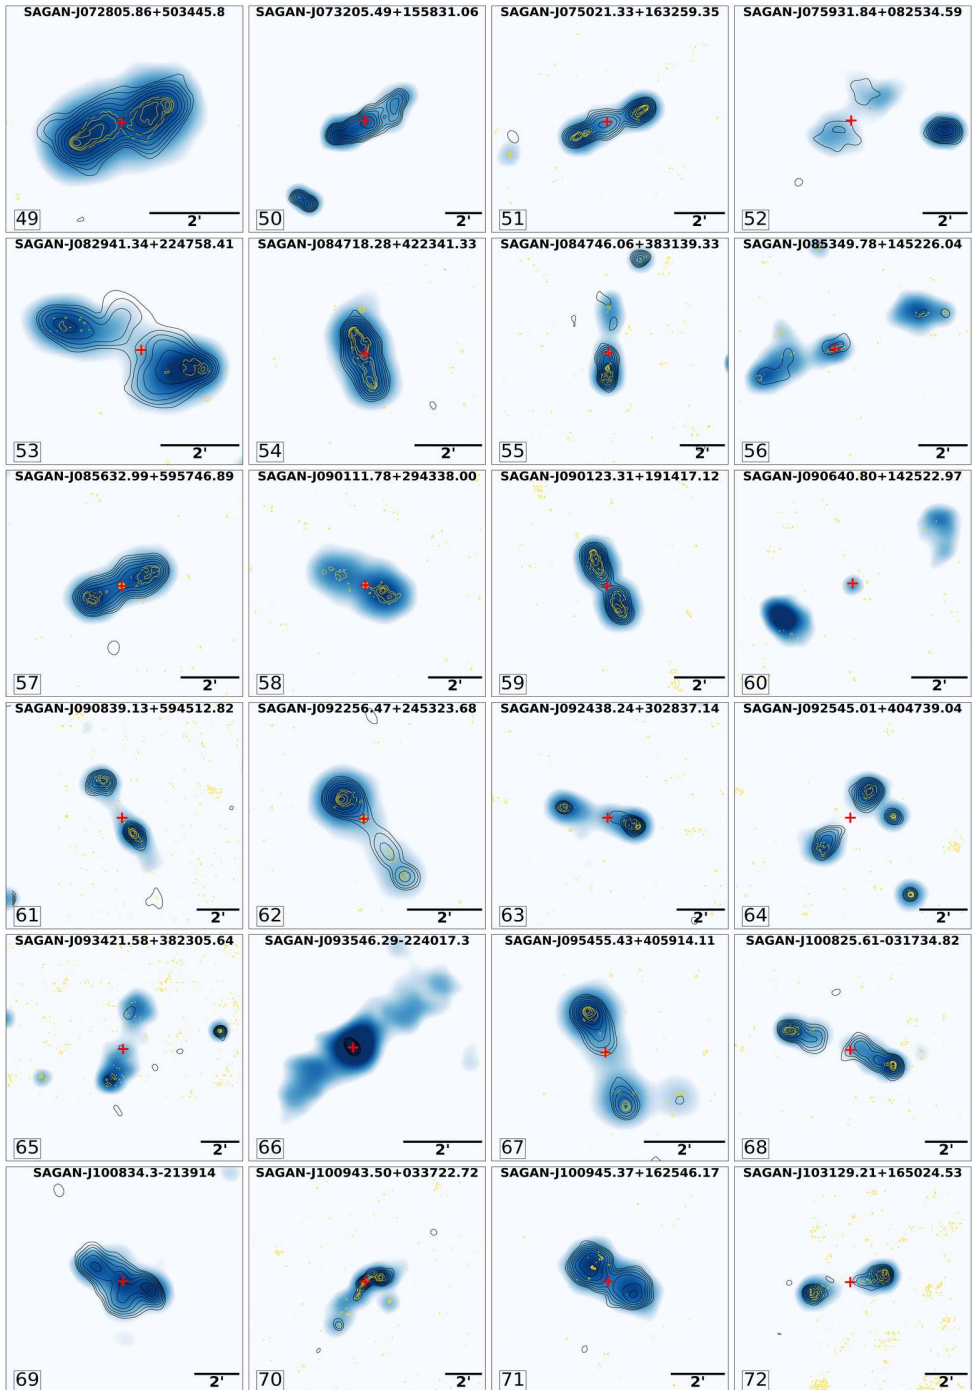 SAGAN-J072805.86+503445.8
SAGAN-J073205.49+155831.06
SAGAN-J075021.33+163259.35
SAGAN-J075931.84+082534.59
49
2'
50
2'
51
2'
52
2'
SAGAN-J082941.34+224758.41
SAGAN-J084718.28+422341.33
SAGAN-J084746.06+383139.33
SAGAN-J085349.78+145226.04
53
2'
54
2'
55
2'
56
2'
SAGAN-J085632.99+595746.89
SAGAN-J090111.78+294338.00
SAGAN-J090123.31+191417.12
SAGAN-J090640.80+142522.97
57
2'
58
2'
59
2'
60
2'
SAGAN-J090839.13+594512.82
SAGAN-J092256.47+245323.68
SAGAN-J092438.24+302837.14
SAGAN-J092545.01+404739.04
61
2'
62
2'
63
2'
64
2'
SAGAN-J093421.58+382305.64
SAGAN-J093546.29-224017.3
SAGAN-J095455.43+405914.11
SAGAN-J100825.61-031734.82
65
2'
66
2'
67
2'
68
2'
SAGAN-J100834.3-213914
SAGAN-J100943.50+033722.72
SAGAN-J100945.37+162546.17
SAGAN-J103129.21+165024.53
69
2'
70
2'
71
2'
72
2'